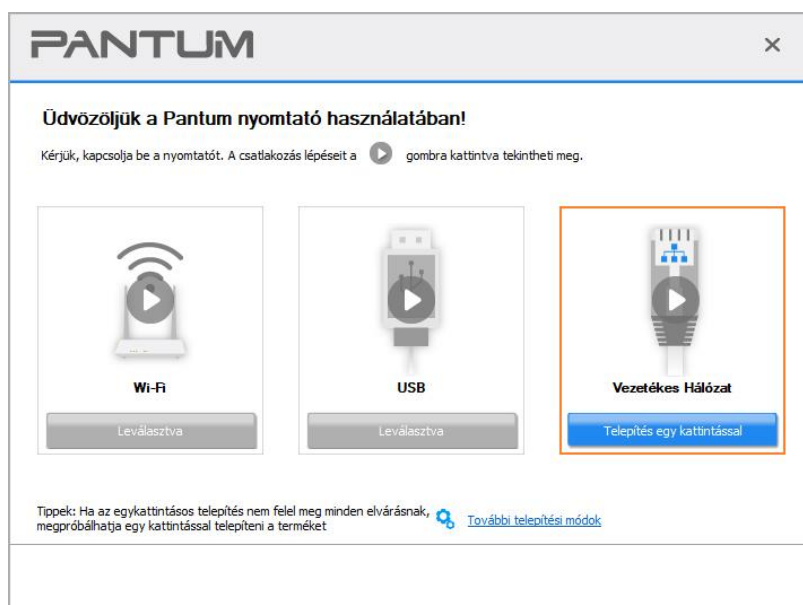 PANTUM
Üdvözöljük a Pantum nyomtató használatában!
Kérjük, kapcsolja be a nyomtatót. A csatlakozás lépéseit a gombra kattintva tekintheti meg.
Wi-Fi
USB
Vezetékes Hálózat
Leválasztva
Leválasztva
Telepítés egy kattintással
Tippek: Ha az egykattintásos telepítés nem felel meg minden elvárásnak,
megpróbálhatja egy kattintással telepíteni a terméket
További telepítési módok